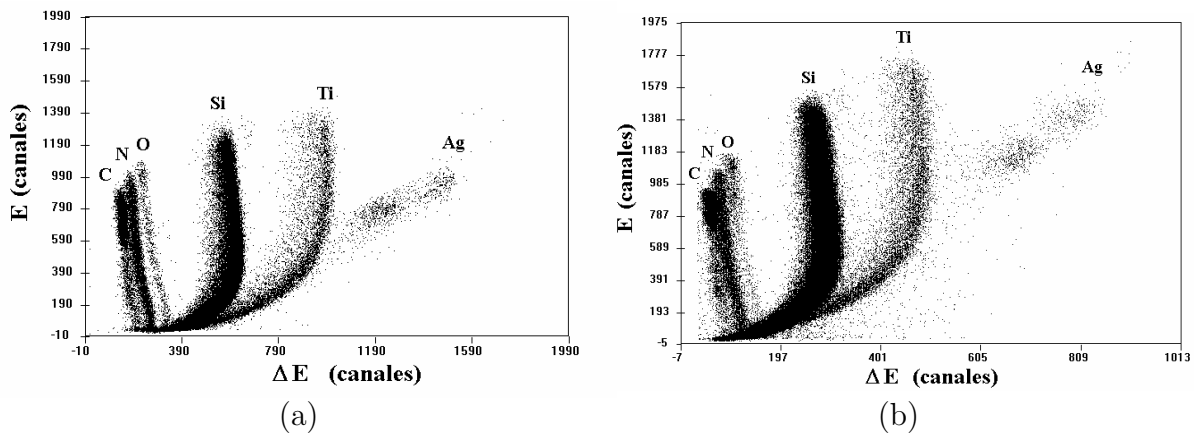 1990
1790
1590
1390
1190
990
790
590
390
190
-10
E (canales)
C
N
O
Si
Ti
Ag
-10 390 790 1190 1590 1990
Δ E (canales)
(a)
1975
1777
1579
1381
1183
985
787
589
391
193
-5
E (canales)
C
N
O
Si
Ti
Ag
-7 197 401 605 809 1013
Δ E (canales)
(b)